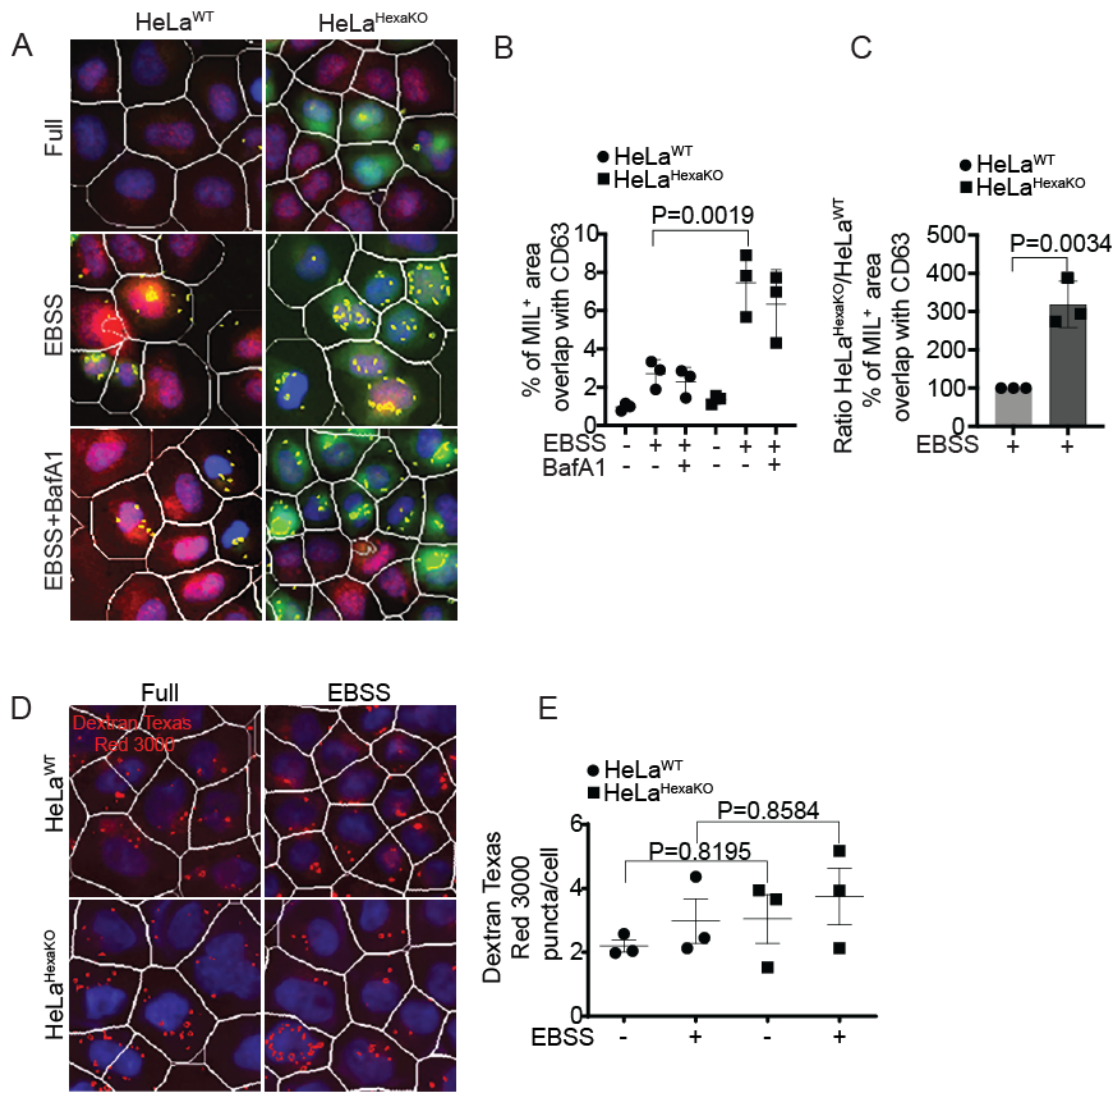 A
HeLaWT
HeLaHexaKO
Full
EBSS
EBSS+BafA1
B
HeLaWT
HeLaHexaKO
P=0.0019
% of MIL+ area
overlap with CD63
10
8
6
4
2
0
EBSS - + + - + +
BafA1 - - + - - +
C
HeLaWT
HeLaHexaKO
P=0.0034
Ratio HeLaHexaKO/HeLaWT
% of MIL+ area
overlap with CD63
500
400
300
200
100
0
EBSS + +
D
Full
EBSS
Dextran Texas
Red 3000
HeLaWT
HeLaHexaKO
E
HeLaWT
HeLaHexaKO
P=0.8584
P=0.8195
Dextran Texas
Red 3000
puncta/cell
6
4
2
0
EBSS - + - +